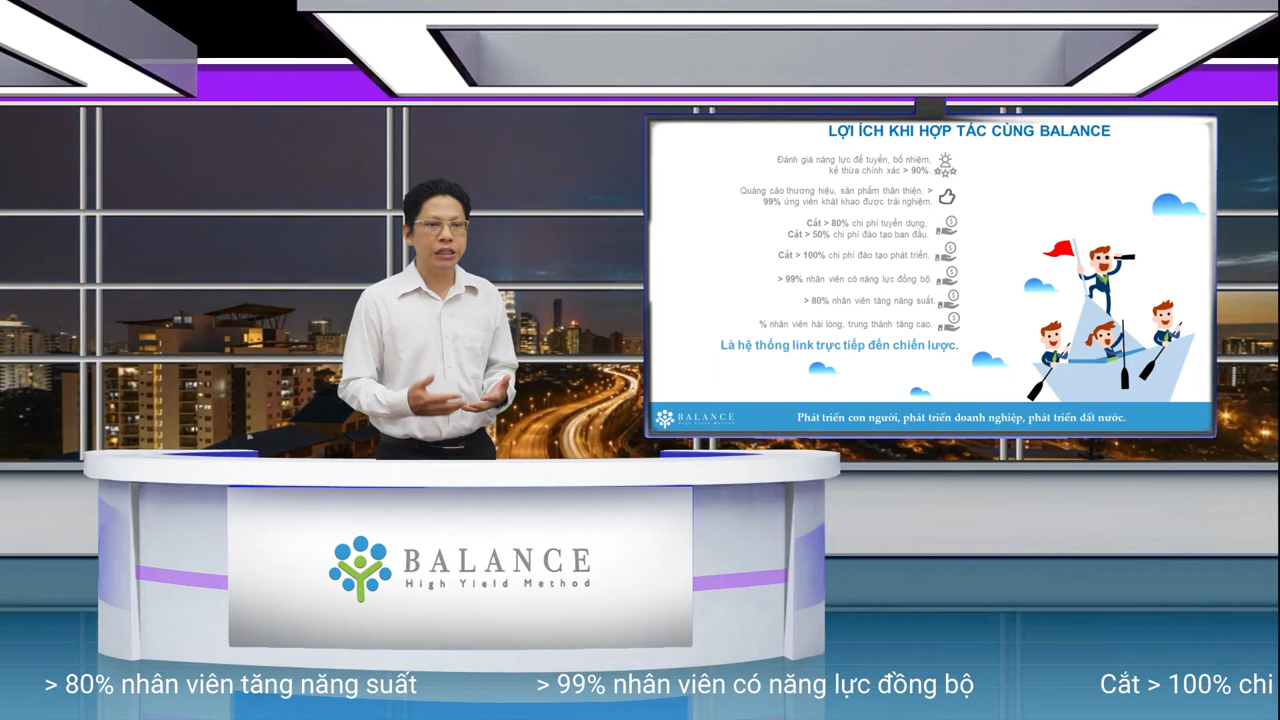 LỢI ÍCH KHI HỢP TÁC CÙNG BALANCE
Đánh giá năng lực để tuyển, bổ nhiệm,
kế thừa chính xác > 90%.
Quảng cáo thương hiệu, sản phẩm thân thiện. >
99% ứng viên khát khao được trải nghiệm.
Cắt > 80% chi phí tuyển dụng,
Cắt > 50% chi phí đào tạo ban đầu.
Cắt > 100% chi phí đào tạo phát triển.
> 99% nhân viên có năng lực đồng bộ.
> 80% nhân viên tăng năng suất.
% nhân viên hài lòng, trung thành tăng cao.
Là hệ thống link trực tiếp đến chiến lược.
BALANCE
High Yield Method
Phát triển con người, phát triển doanh nghiệp, phát triển đất nước.
BALANCE
High Yield Method
> 80% nhân viên tăng năng suất > 99% nhân viên có năng lực đồng bộ Cắt > 100% chi